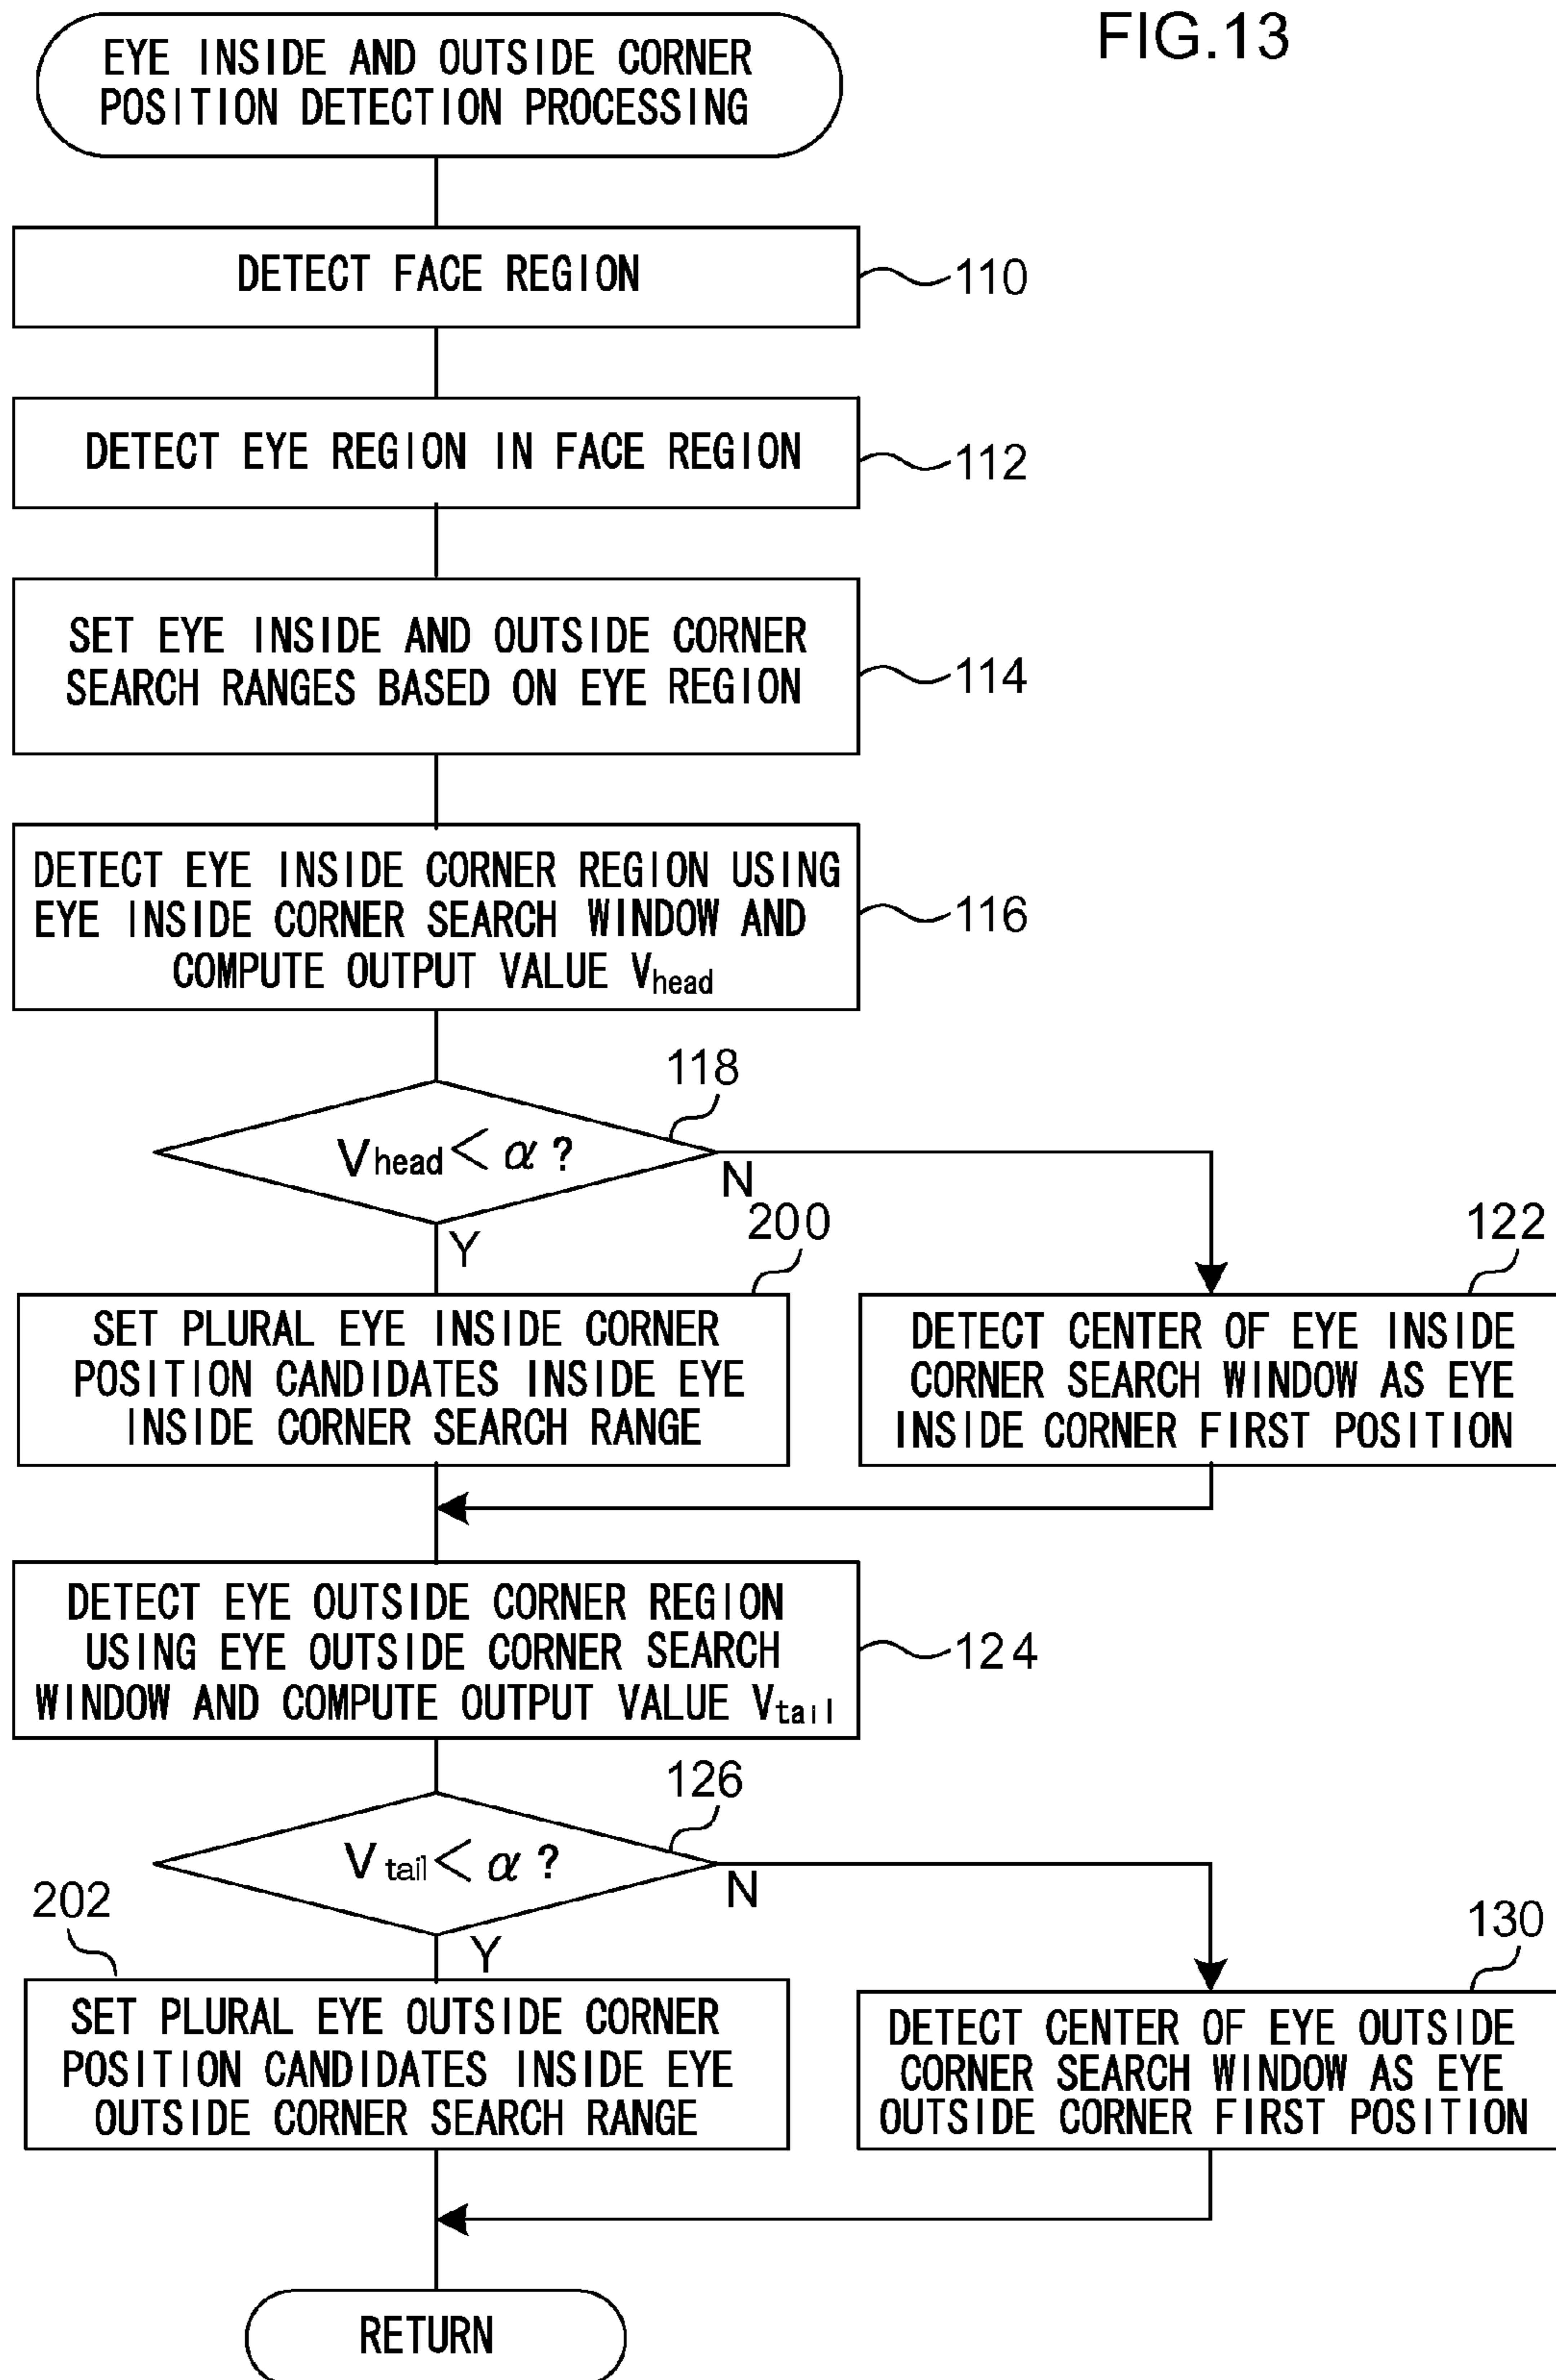 FIG.13
EYE INSIDE AND OUTSIDE CORNER
POSITION DETECTION PROCESSING
DETECT FACE REGION
110
DETECT EYE REGION IN FACE REGION
112
SET EYE INSIDE AND OUTSIDE CORNER
SEARCH RANGES BASED ON EYE REGION
114
DETECT EYE INSIDE CORNER REGION USING
EYE INSIDE CORNER SEARCH WINDOW AND
COMPUTE OUTPUT VALUE Vhead
116
118
Vhead < α ?
N
Y
200
SET PLURAL EYE INSIDE CORNER
POSITION CANDIDATES INSIDE EYE
INSIDE CORNER SEARCH RANGE
122
DETECT CENTER OF EYE INSIDE
CORNER SEARCH WINDOW AS EYE
INSIDE CORNER FIRST POSITION
DETECT EYE OUTSIDE CORNER REGION
USING EYE OUTSIDE CORNER SEARCH
WINDOW AND COMPUTE OUTPUT VALUE Vtail
124
126
Vtail < α ?
N
Y
202
SET PLURAL EYE OUTSIDE CORNER
POSITION CANDIDATES INSIDE EYE
OUTSIDE CORNER SEARCH RANGE
130
DETECT CENTER OF EYE OUTSIDE
CORNER SEARCH WINDOW AS EYE
OUTSIDE CORNER FIRST POSITION
RETURN